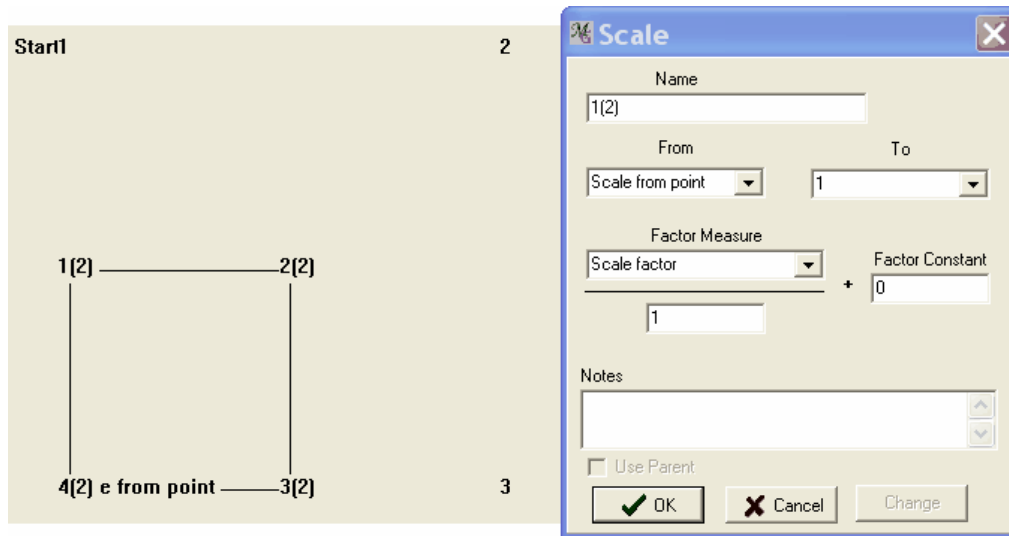 Start1 2
1(2) 2(2)
4(2) e from point 3(2) 3
Scale
Name
1(2)
From To
Scale from point 1
Factor Measure
Scale factor Factor Constant
+ 0
1
Notes
Use Parent
OK Cancel Change